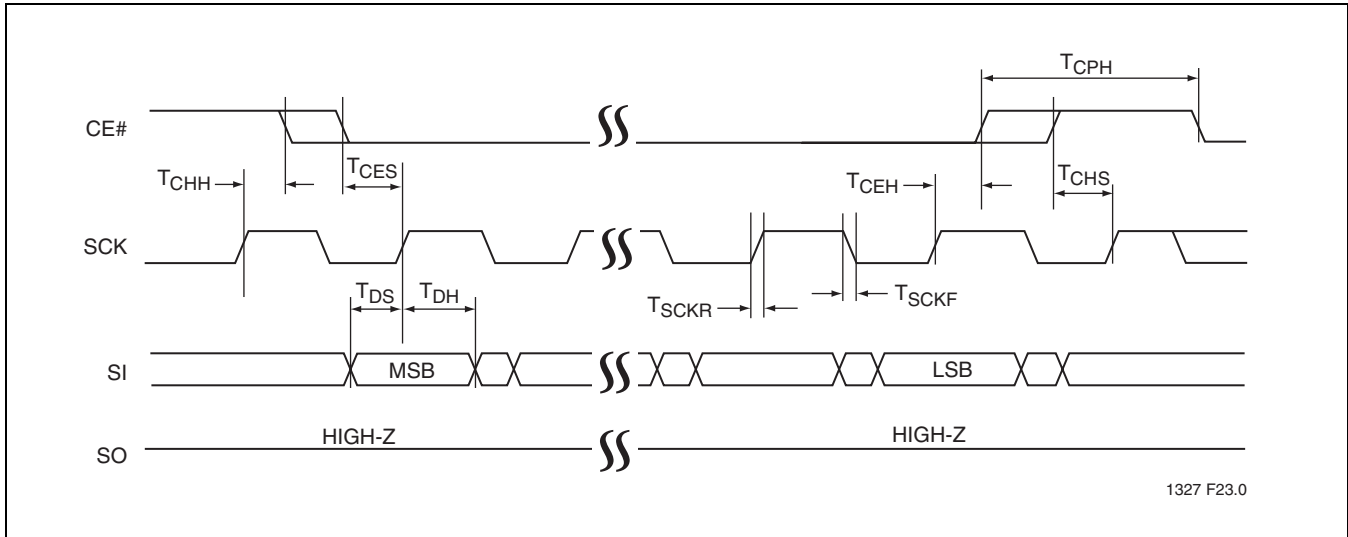 TCPH
CE#
TCHH
TCES
TCEH
TCHS
SCK
TDS
TDH
TSCKR
TSCKF
SI
MSB
LSB
HIGH-Z
HIGH-Z
SO
1327 F23.0